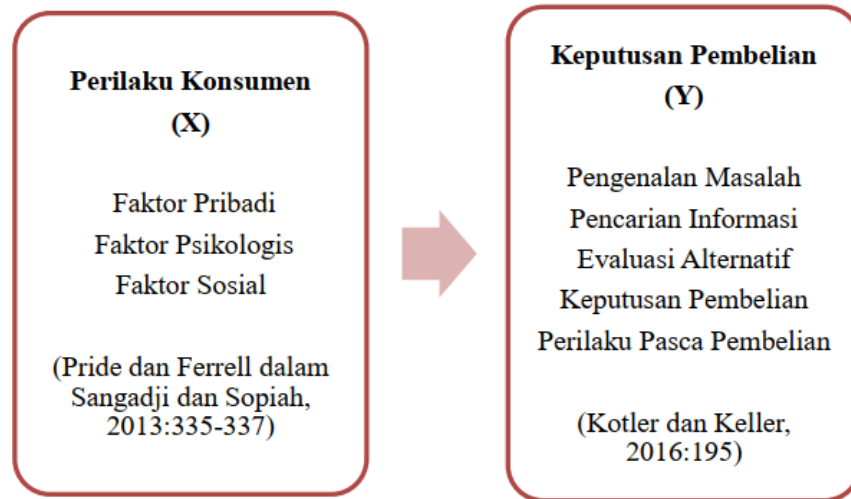 Perilaku Konsumen
(X)
Faktor Pribadi
Faktor Psikologis
Faktor Sosial
(Pride dan Ferrell dalam
Sangadji dan Sopiah,
2013:335-337)
Keputusan Pembelian
(Y)
Pengenalan Masalah
Pencarian Informasi
Evaluasi Alternatif
Keputusan Pembelian
Perilaku Pasca Pembelian
(Kotler dan Keller,
2016:195)